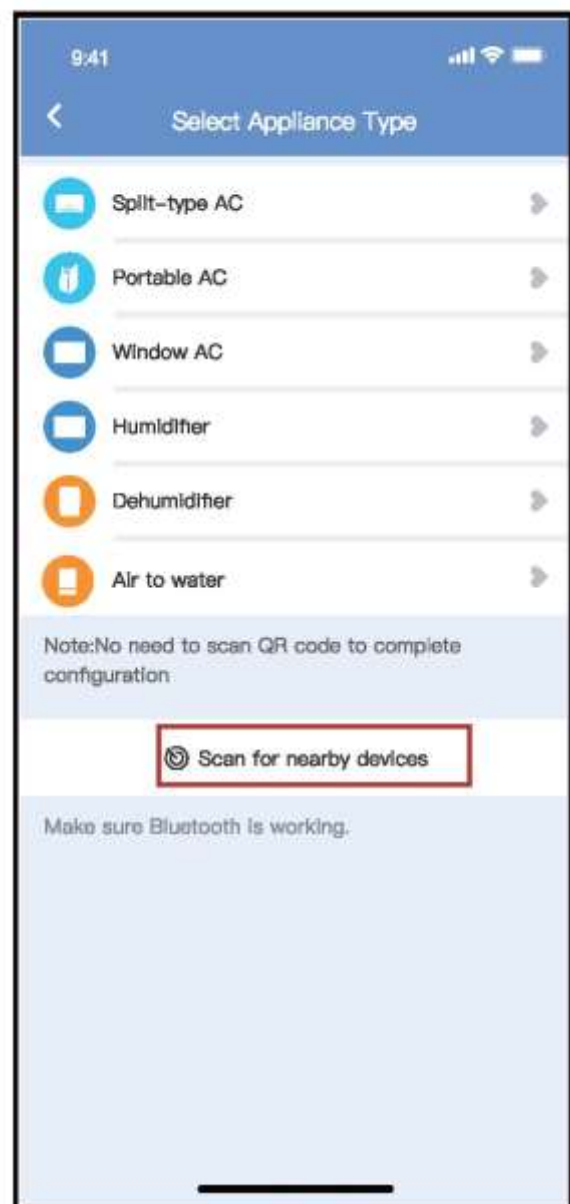 9:41
Select Appliance Type
Split-type AC
Portable AC
Window AC
Humidifier
Dehumidifier
Air to water
Note:No need to scan QR code to complete
configuration
Scan for nearby devices
Make sure Bluetooth is working.